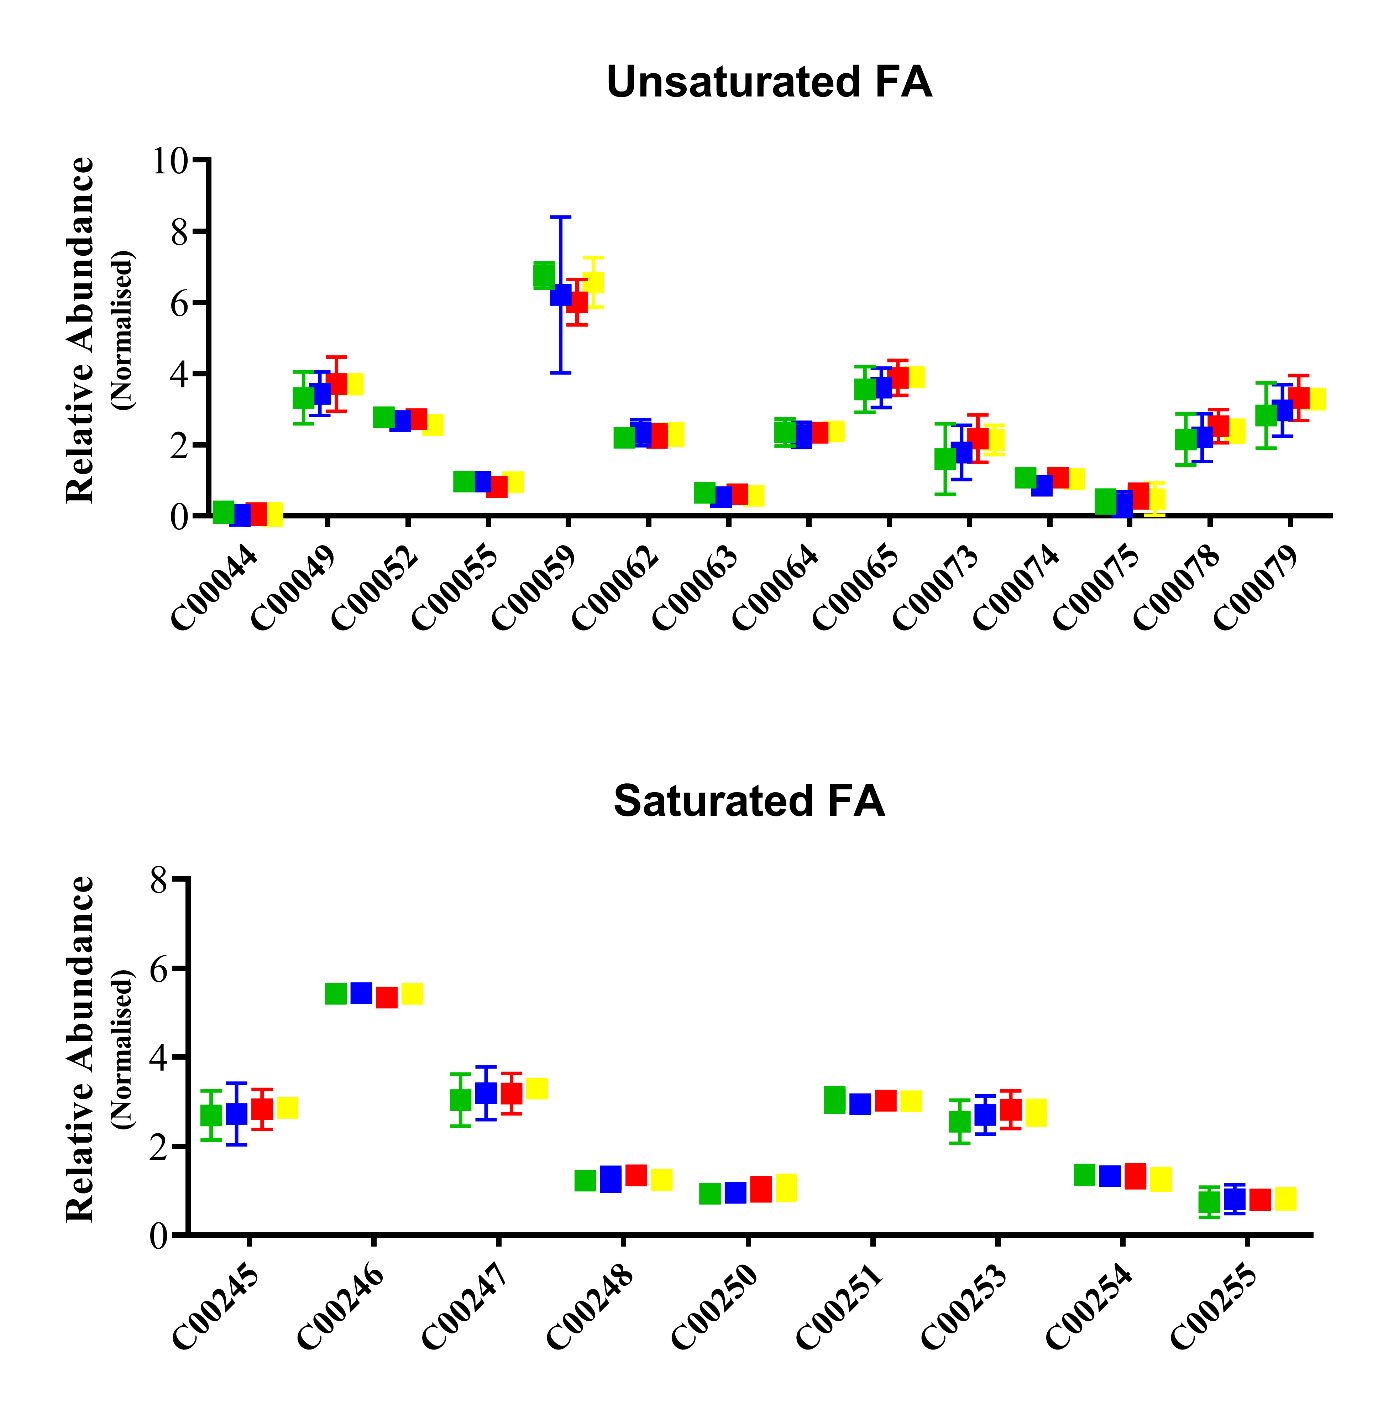 Unsaturated FA
Relative Abundance
(Normalised)
10
8
6
4
2
0
C00044
C00049
C00052
C00055
C00059
C00062
C00063
C00064
C00065
C00073
C00074
C00075
C00078
C00079
Saturated FA
Relative Abundance
(Normalised)
8
6
4
2
0
C00245
C00246
C00247
C00248
C00250
C00251
C00253
C00254
C00255